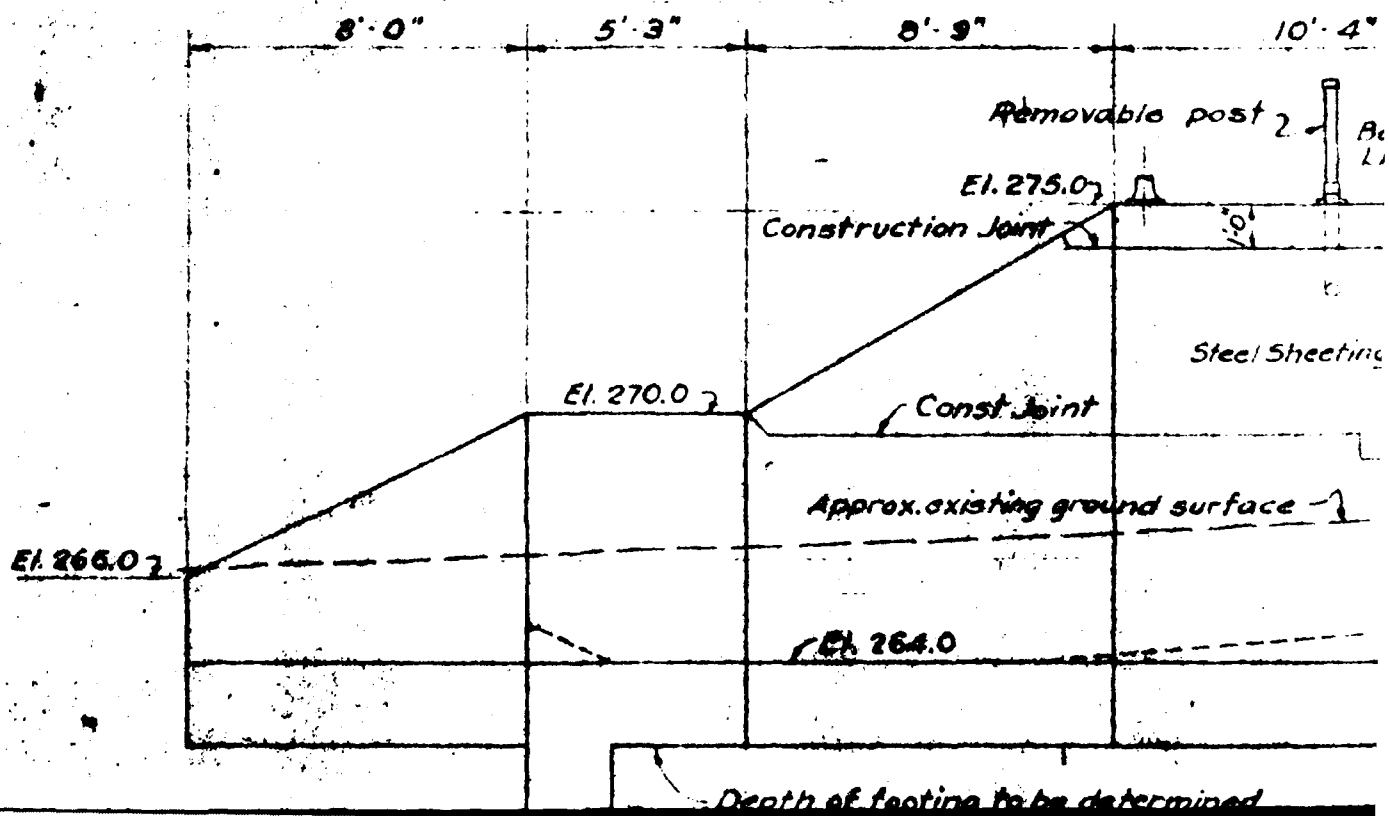 8'-0" 5'-3" 8'-9" 10'-4"
Removable post
El. 275.0
Construction Joint
1'-0"
Steel Sheeting
El. 270.0
Const. Joint
Approx. existing ground surface
El. 266.0
El. 264.0
Depth of footing to be determined